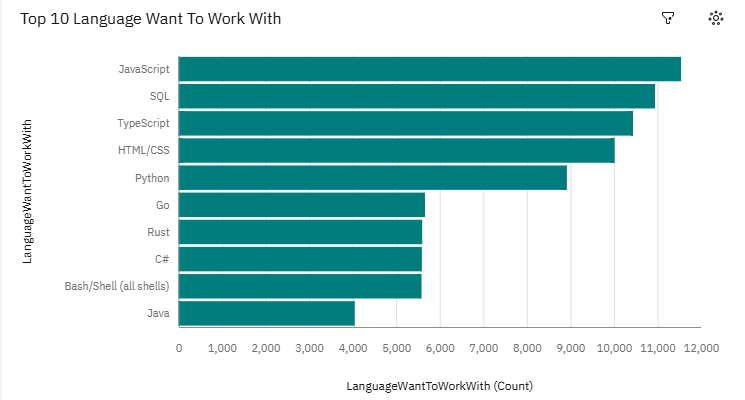 Top 10 Language Want To Work With
LanguageWantToWorkWith
JavaScript
SQL
TypeScript
HTML/CSS
Python
Go
Rust
C#
Bash/Shell (all shells)
Java
0 1,000 2,000 3,000 4,000 5,000 6,000 7,000 8,000 9,000 10,000 11,000 12,000
LanguageWantToWorkWith (Count)